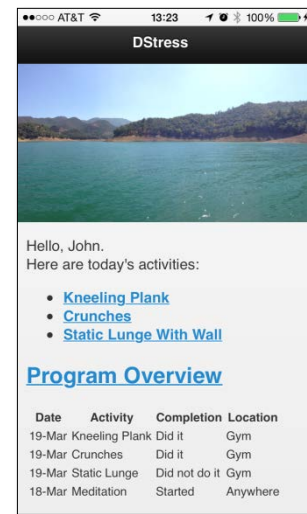 AT&T 13:23 100%
DStress
Hello, John.
Here are today's activities:
Kneeling Plank
Crunches
Static Lunge With Wall
Program Overview
Date Activity Completion Location
19-Mar Kneeling Plank Did it Gym
19-Mar Crunches Did it Gym
19-Mar Static Lunge Did not do it Gym
18-Mar Meditation Started Anywhere